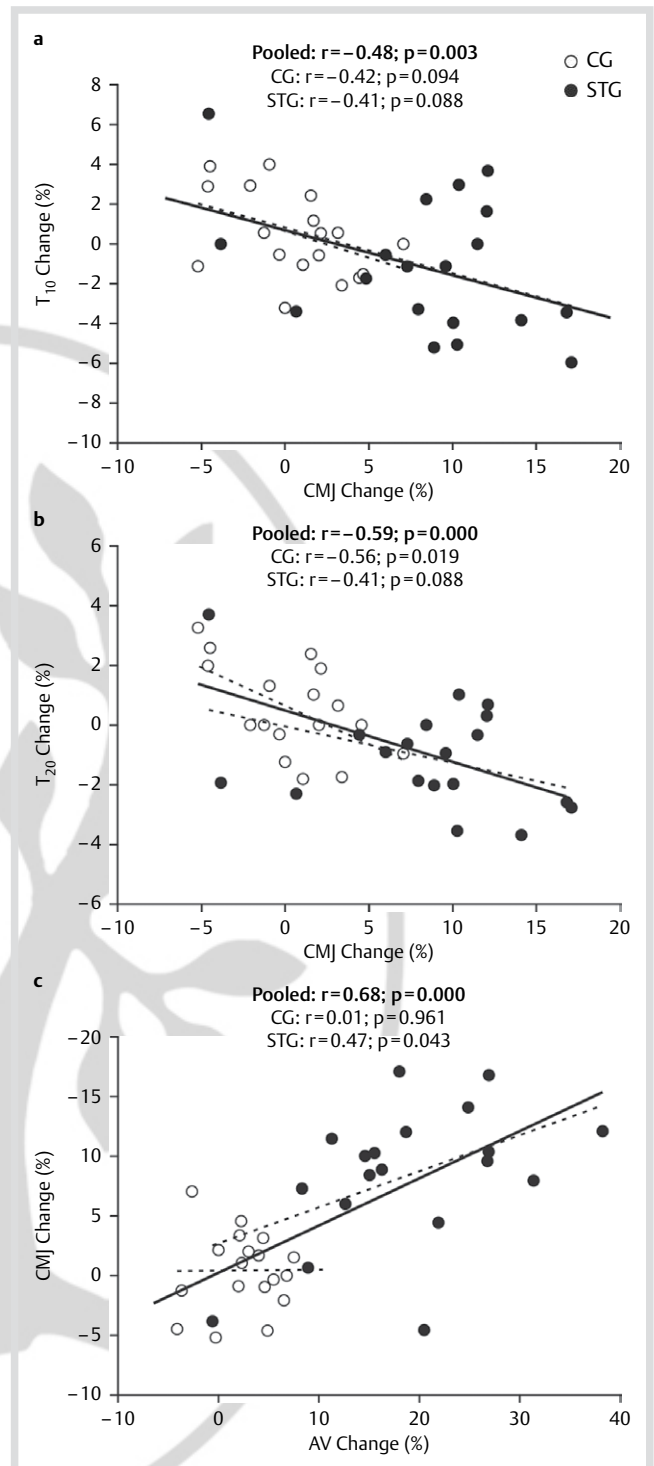 a
Pooled: r=−0.48; p=0.003
CG: r=−0.42; p=0.094
STG: r=−0.41; p=0.088
CG
STG
8
6
4
2
0
−2
−4
−6
−8
−10
T10 Change (%)
−10 −5 0 5 10 15 20
CMJ Change (%)
b
Pooled: r=−0.59; p=0.000
CG: r=−0.56; p=0.019
STG: r=−0.41; p=0.088
6
4
2
0
−2
−4
−6
T20 Change (%)
−10 −5 0 5 10 15 20
CMJ Change (%)
c
Pooled: r=0.68; p=0.000
CG: r=0.01; p=0.961
STG: r=0.47; p=0.043
−20
−15
10
5
0
−5
−10
CMJ Change (%)
−10 0 10 20 30 40
AV Change (%)